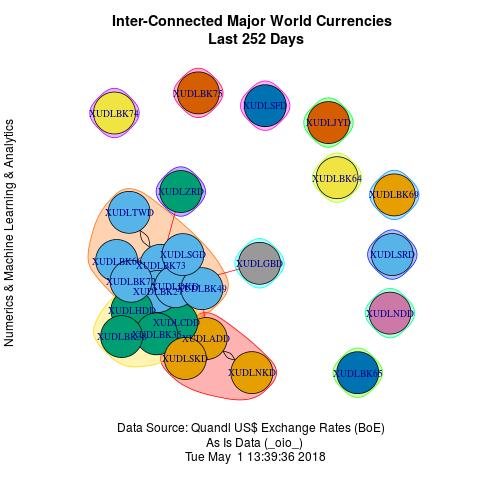 Inter-Connected Major World Currencies
Last 252 Days
Numerics & Machine Learning & Analytics
XUDLBK74
XUDLBK75
XUDLSFD
XUDLJYD
XUDLBK64
XUDLBK69
XUDLZRD
XUDLTWD
XUDLSGD
XUDLBK73
XUDLGBD
XUDLSRD
XUDLBK49
XUDLHDD
XUDLNDD
XUDLCDD
XUDLBK35
XUDLADD
XUDLSKD
XUDLNKD
XUDLBK65
Data Source: Quandl US$ Exchange Rates (BoE)
As Is Data (_oio_)
Tue May  1 13:39:36 2018